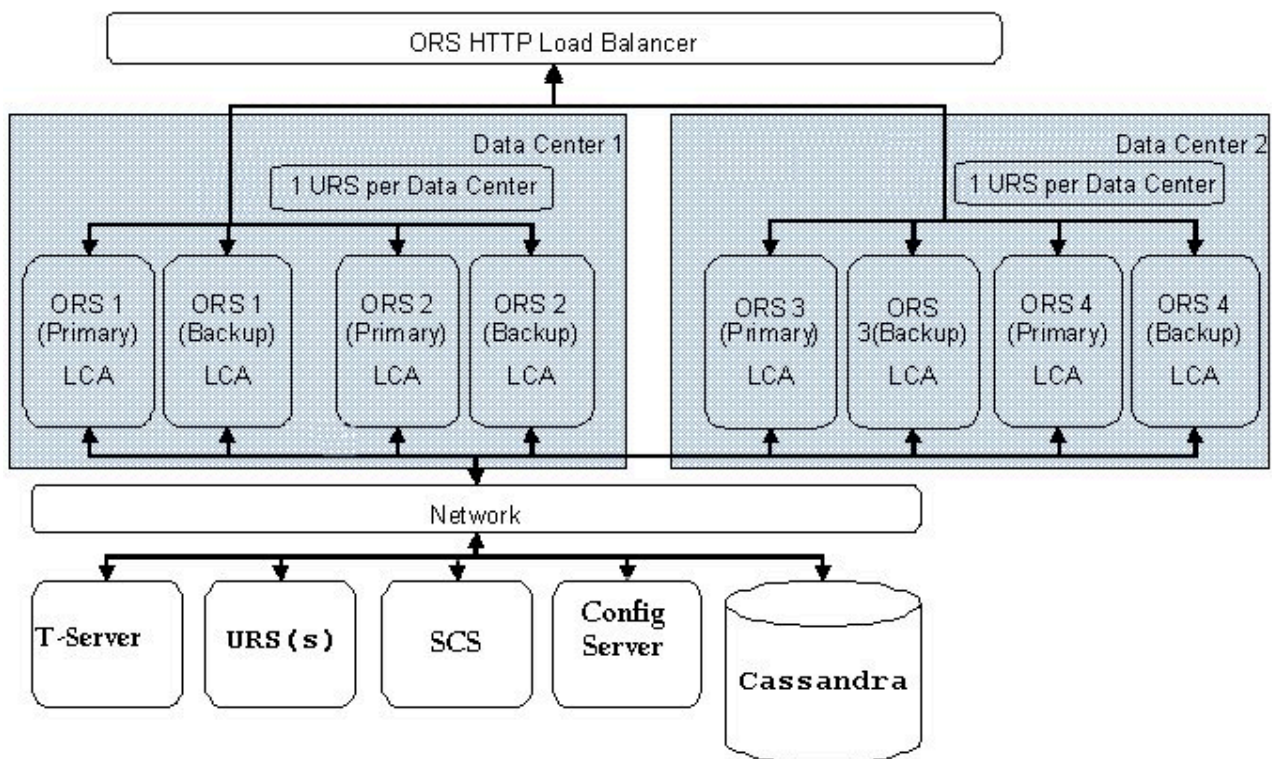 ORS HTTP Load Balancer
Data Center 1
1 URS per Data Center
ORS 1
(Primary)
LCA
ORS 1
(Backup)
LCA
ORS 2
(Primary)
LCA
ORS 2
(Backup)
LCA
Data Center 2
1 URS per Data Center
ORS 3
(Primary)
LCA
ORS
3(Backup)
LCA
ORS 4
(Primary)
LCA
ORS 4
(Backup)
LCA
Network
T-Server
URS(s)
SCS
Config
Server
Cassandra